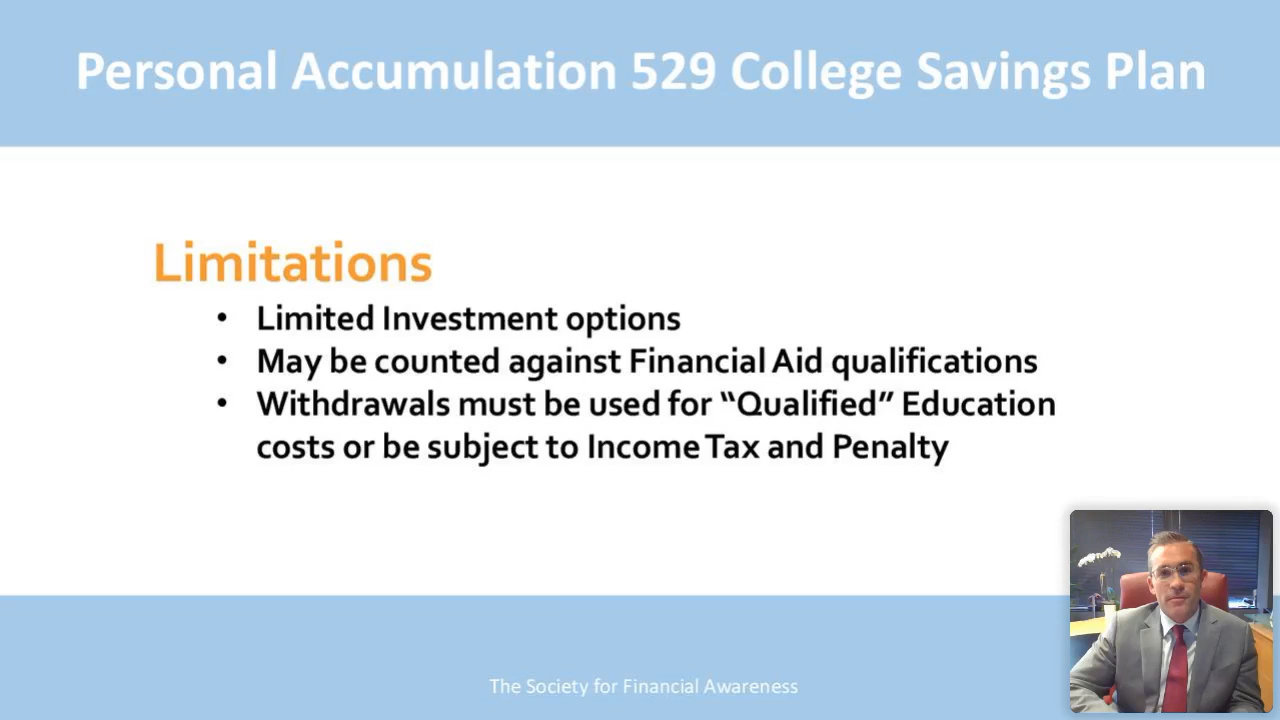 Personal Accumulation 529 College Savings Plan
Limitations
• Limited Investment options
• May be counted against Financial Aid qualifications
• Withdrawals must be used for “Qualified” Education
costs or be subject to Income Tax and Penalty
The Society for Financial Awareness